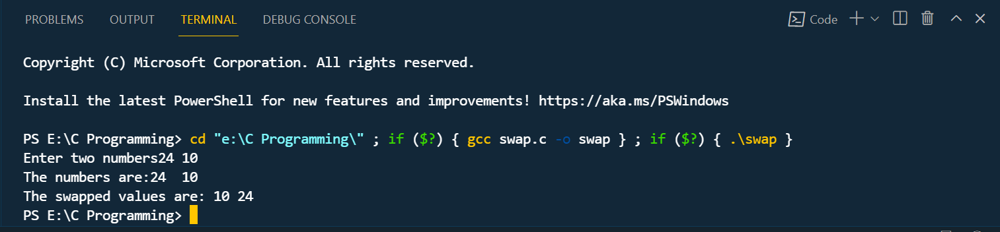 PROBLEMS OUTPUT TERMINAL DEBUG CONSOLE Code
Copyright (C) Microsoft Corporation. All rights reserved.
Install the latest PowerShell for new features and improvements! https://aka.ms/PSWindows
PS E:\C Programming> cd "e:\C Programming\" ; if ($?) { gcc swap.c -o swap } ; if ($?) { .\swap }
Enter two numbers24 10
The numbers are:24  10
The swapped values are: 10 24
PS E:\C Programming>